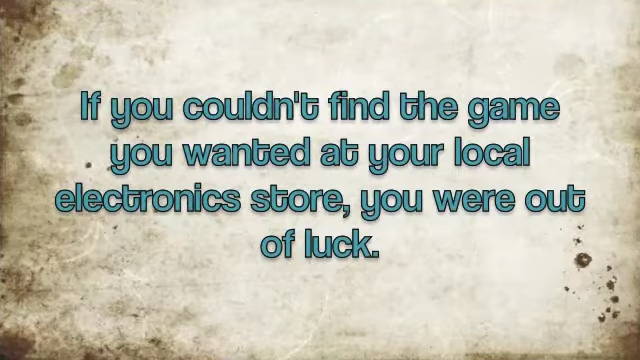 If you couldn't find the game
you wanted at your local
electronics store, you were out
of luck.